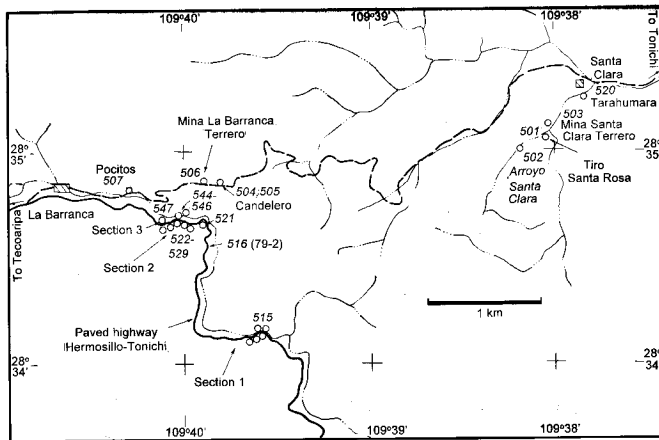 109°40'
109°39'
109°38'
To Tonichi
Santa
Clara
520
Tarahumara
503
501
Mina Santa
Clara Terrero
502
Tiro
Santa Rosa
Arroyo
Santa
Clara
28°
35'
28°
35'
Mina La Barranca
Terrero
506
Pocitos
507
504;505
Candelero
544-
546
547
521
La Barranca
Section 3
Section 2
522-
529
516 (79-2)
To Tecoaripa
1 km
515
Paved highway
(Hermosillo-Tonichi)
Section 1
28°
34'
28°
34'
109°40'
109°38'
109°38'